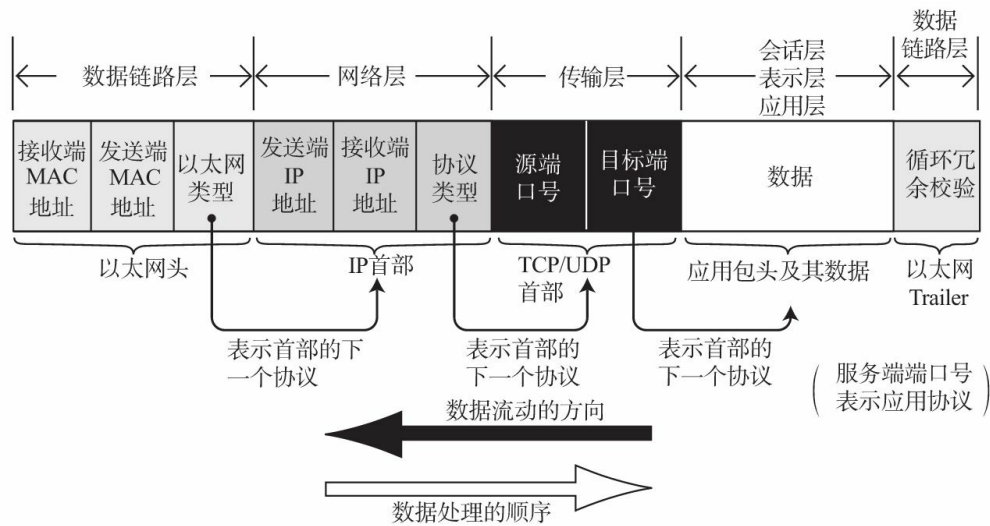 数据链路层
网络层
传输层
会话层
表示层
应用层
数据
链路层
接收端
MAC
地址
发送端
MAC
地址
以太网
类型
发送端
IP
地址
接收端
IP
地址
协议
类型
源端
口号
目标端
口号
数据
循环冗
余校验
以太网头
IP首部
TCP/UDP
首部
应用包头及其数据
以太网
Trailer
表示首部的下
一个协议
表示首部的
下一个协议
表示首部的
下一个协议
(服务端端口号
表示应用协议)
数据流动的方向
数据处理的顺序